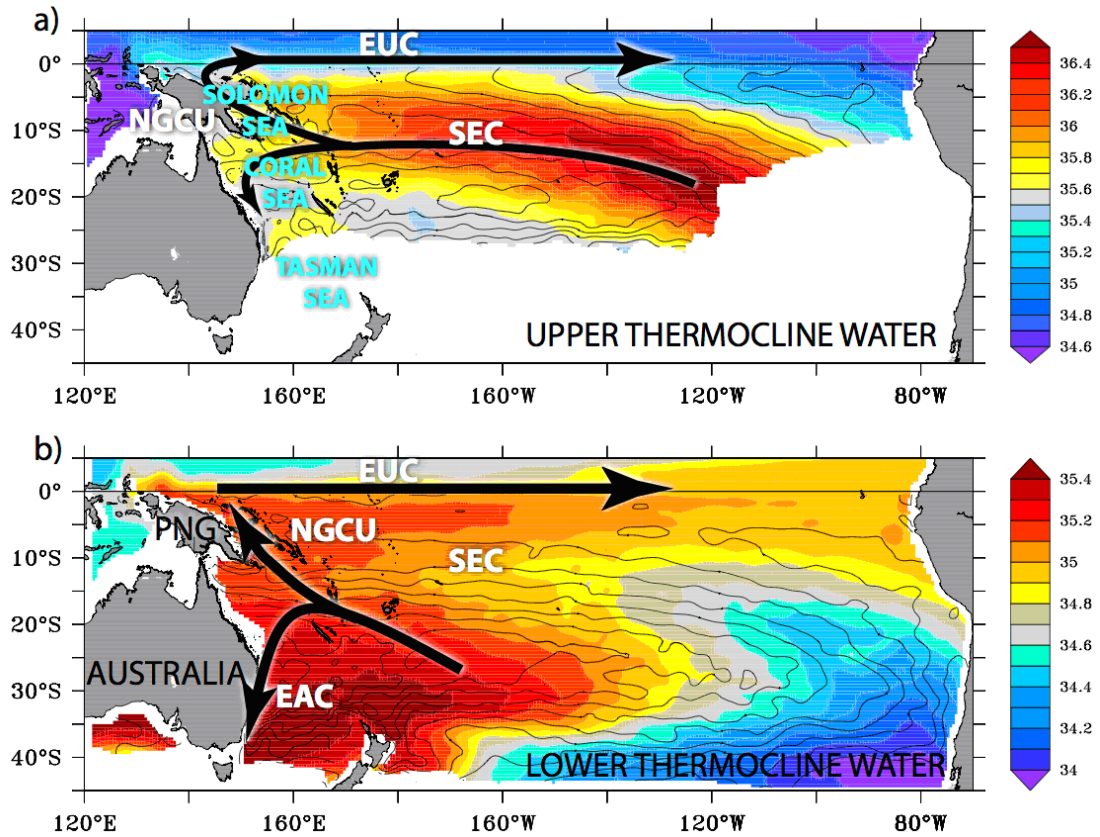 a)
EUC
0°
SOLOMON
SEA
NGCU
SEC
10°S
CORAL
SEA
20°S
30°S
TASMAN
SEA
40°S
UPPER THERMOCLINE WATER
120°E
160°E
160°W
120°W
80°W
36.4
36.2
36
35.8
35.6
35.4
35.2
35
34.8
34.6
b)
EUC
0°
PNG
NGCU
SEC
10°S
20°S
AUSTRALIA
30°S
EAC
40°S
LOWER THERMOCLINE WATER
120°E
160°E
160°W
120°W
80°W
35.4
35.2
35
34.8
34.6
34.4
34.2
34